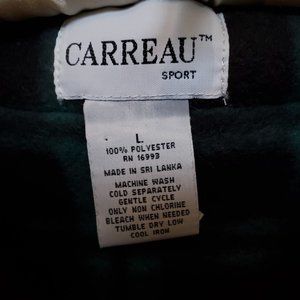 CARREAU™
SPORT
L
100% POLYESTER
RN 16993
MADE IN SRI LANKA
MACHINE WASH
COLD SEPARATELY
GENTLE CYCLE
ONLY NON CHLORINE
BLEACH WHEN NEEDED
TUMBLE DRY LOW
COOL IRON